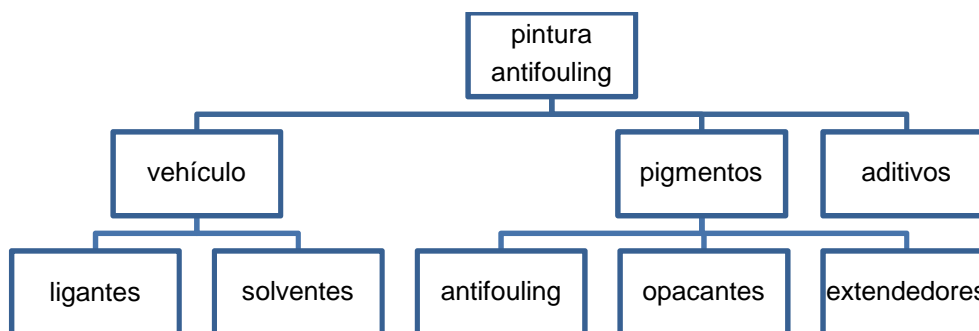 pintura
antifouling
vehículo
pigmentos
aditivos
ligantes
solventes
antifouling
opacantes
extendedores